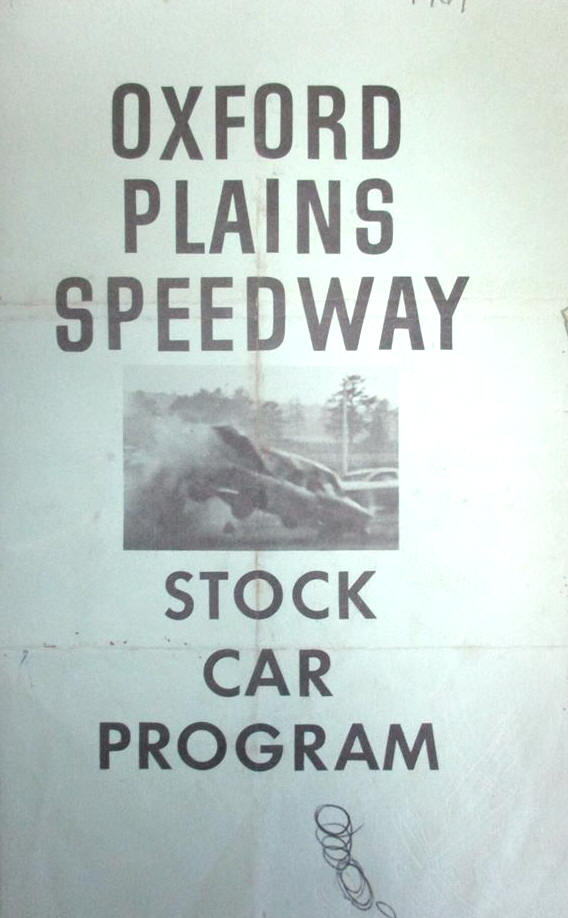 OXFORD
PLAINS
SPEEDWAY
STOCK
CAR
PROGRAM